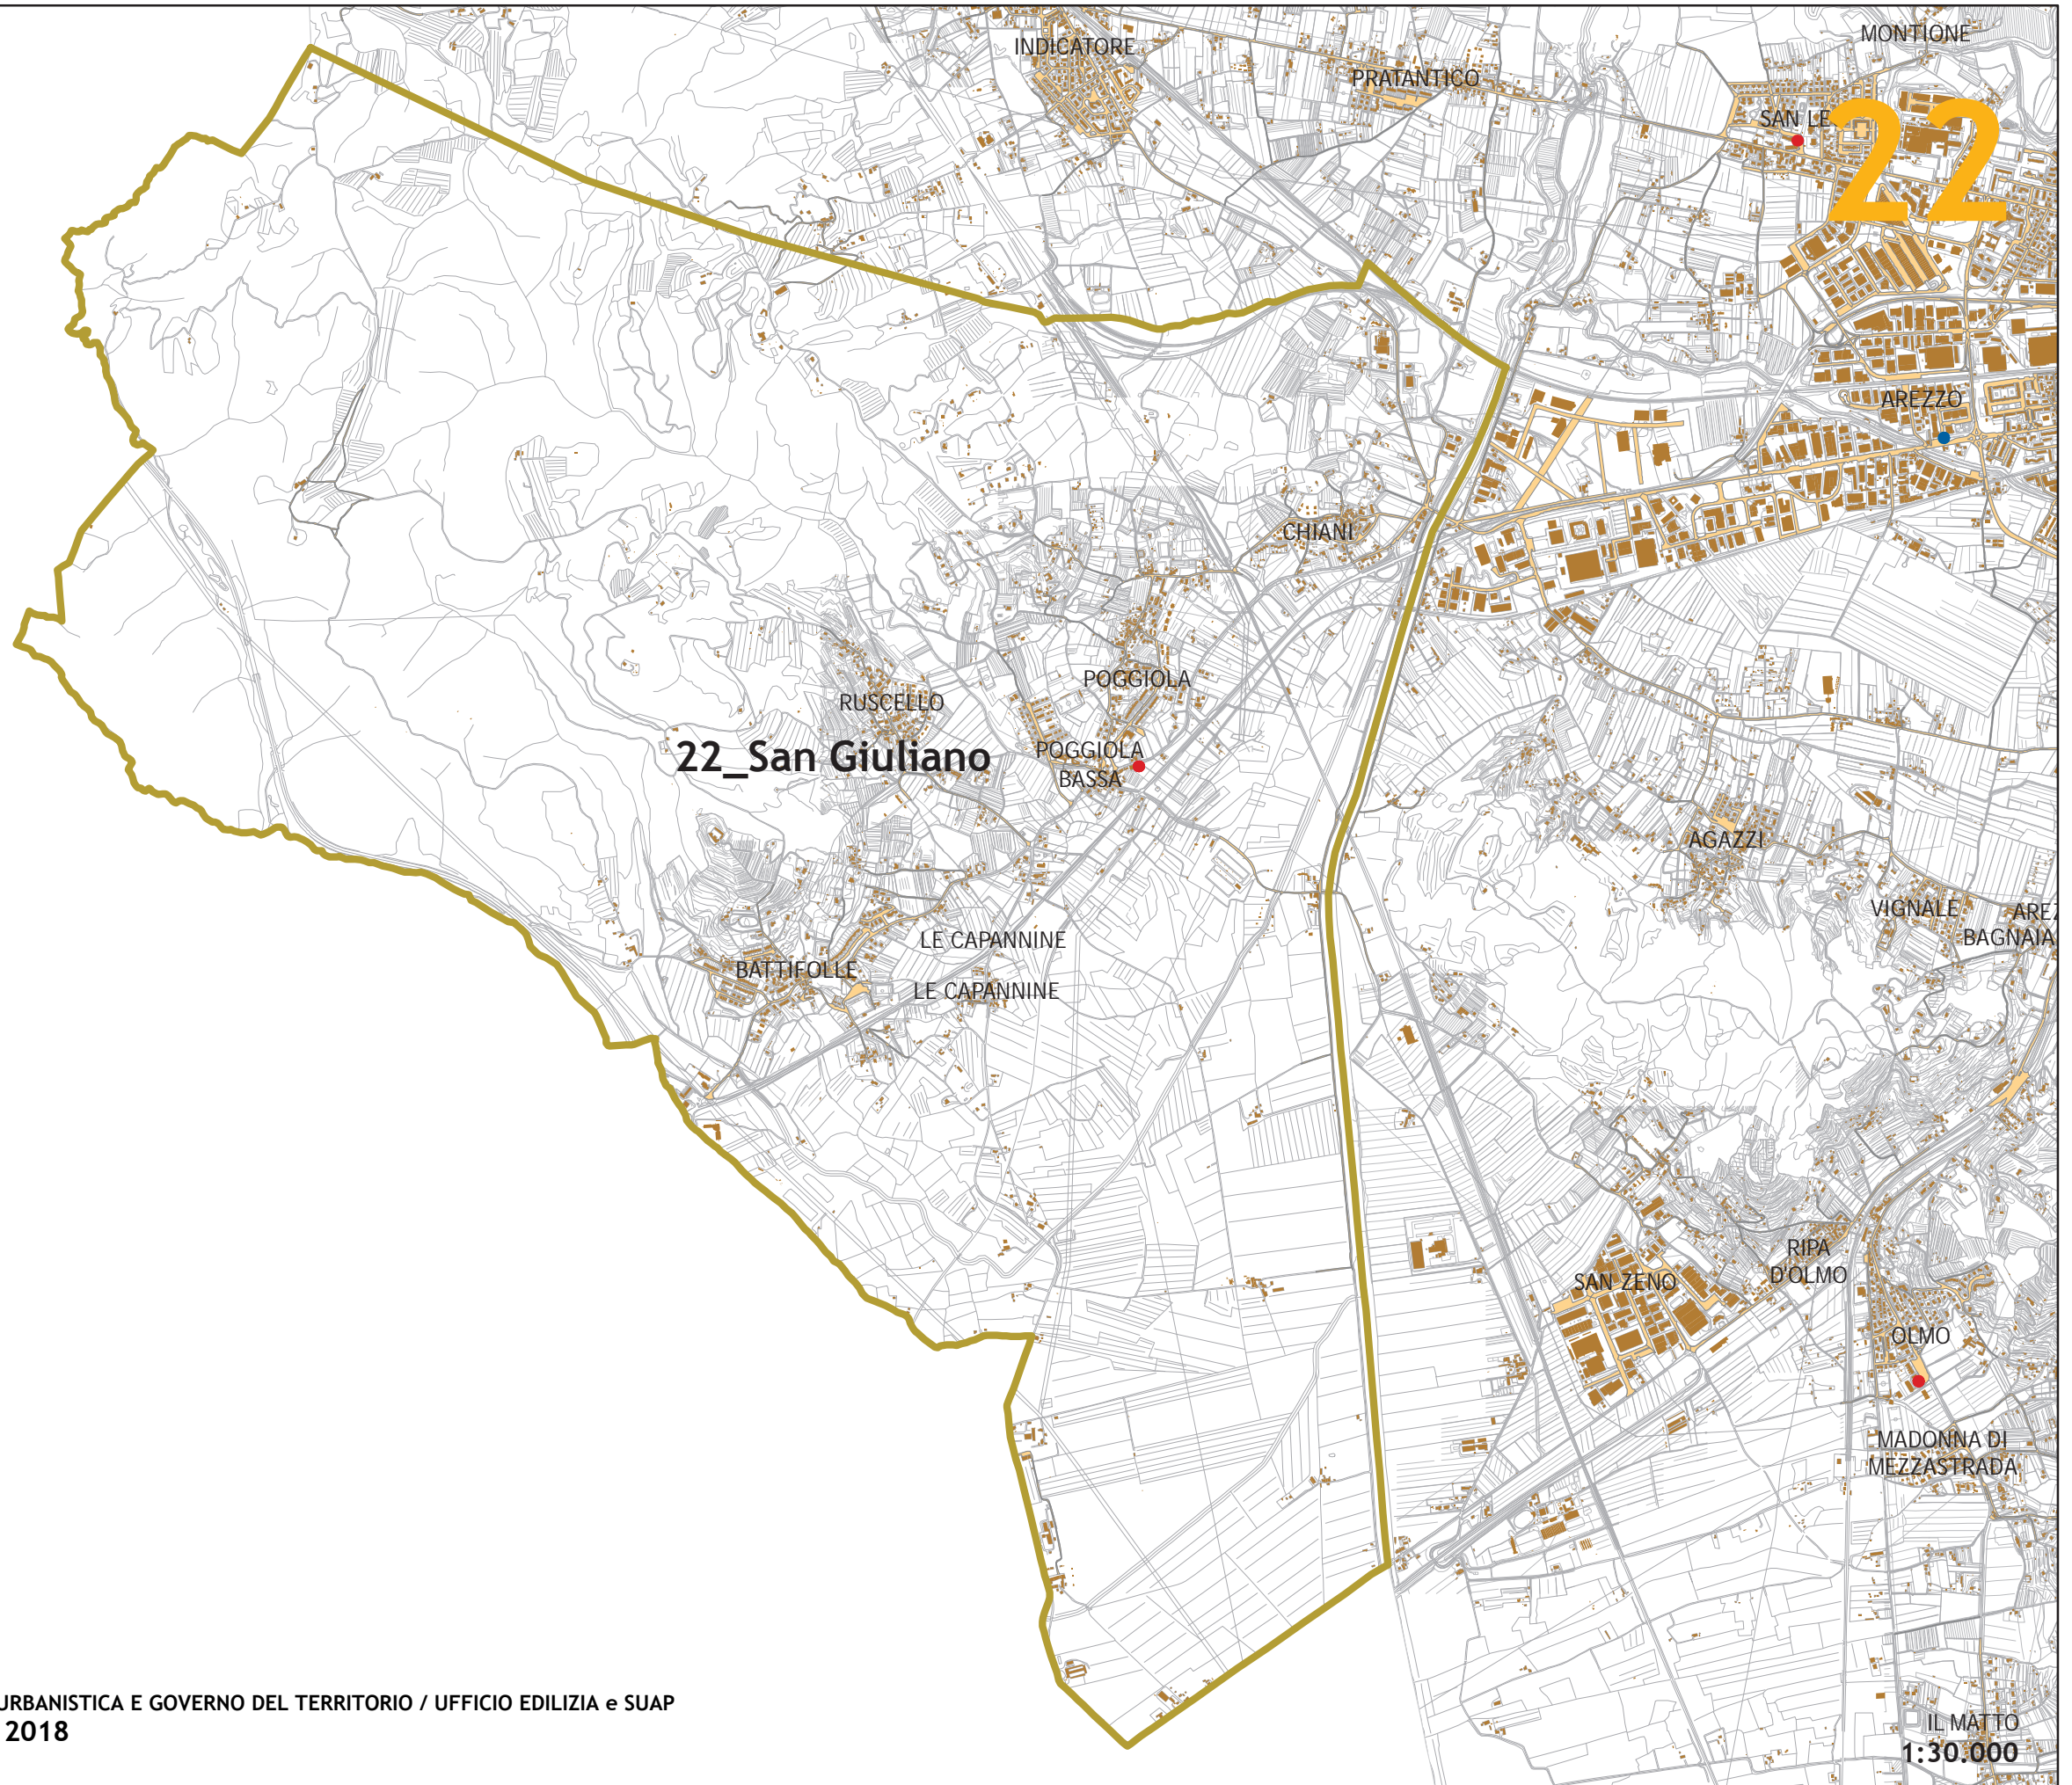 MONTIONE
INDICATORE
PRATANTICO
SAN LE
22
AREZZO
CHIANI
POGGIOLA
RUSCELLO
22_San Giuliano
POGGIOLA
BASSA
AGAZZI
VIGNALE
AREZ
BAGNAIA
LE CAPANNINE
BATTIFOLLE
LE CAPANNINE
RIPA
D'OLMO
SAN ZENO
OLMO
MADONNA DI
MEZZASTRADA
URBANISTICA E GOVERNO DEL TERRITORIO / UFFICIO EDILIZIA e SUAP
2018
IL MATTO
1:30.000